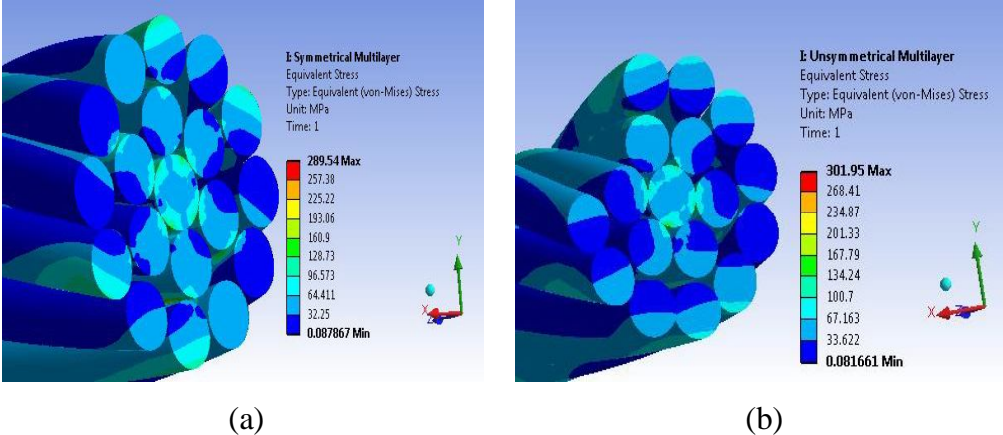 I: Symmetrical Multilayer
Equivalent Stress
Type: Equivalent (von-Mises) Stress
Unit: MPa
Time: 1
289.54 Max
257.38
225.22
193.06
160.9
128.73
96.573
64.411
32.25
0.087867 Min
Y
X
Z
(a)
I: Unsymmetrical Multilayer
Equivalent Stress
Type: Equivalent (von-Mises) Stress
Unit: MPa
Time: 1
301.95 Max
268.41
234.87
201.33
167.79
134.24
100.7
67.163
33.622
0.081661 Min
Y
X
Z
(b)